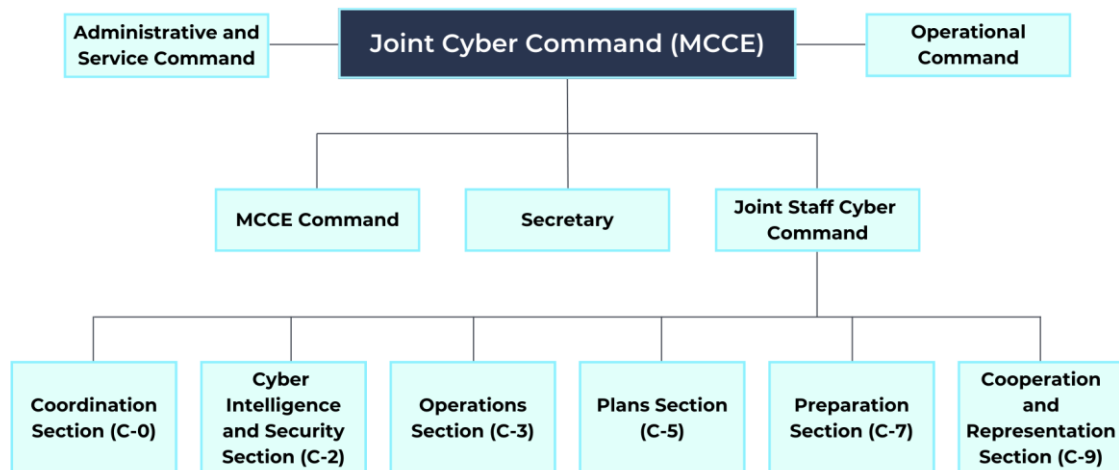 Administrative and
Service Command
Joint Cyber Command (MCCE)
Operational
Command
MCCE Command
Secretary
Joint Staff Cyber
Command
Coordination
Section (C-0)
Cyber
Intelligence
and Security
Section (C-2)
Operations
Section (C-3)
Plans Section
(C-5)
Preparation
Section (C-7)
Cooperation
and
Representation
Section (C-9)